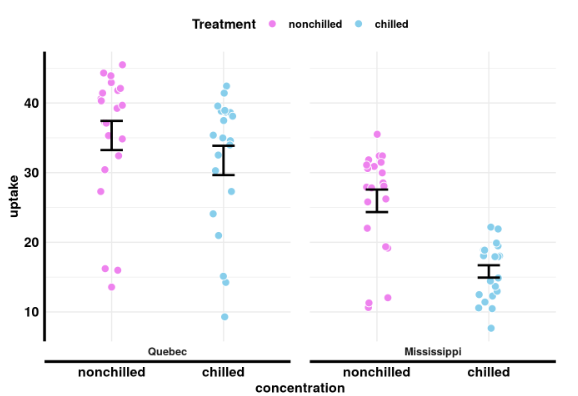 Treatment nonchilled chilled
uptake
40
30
20
10
Quebec Mississippi
nonchilled chilled nonchilled chilled
concentration